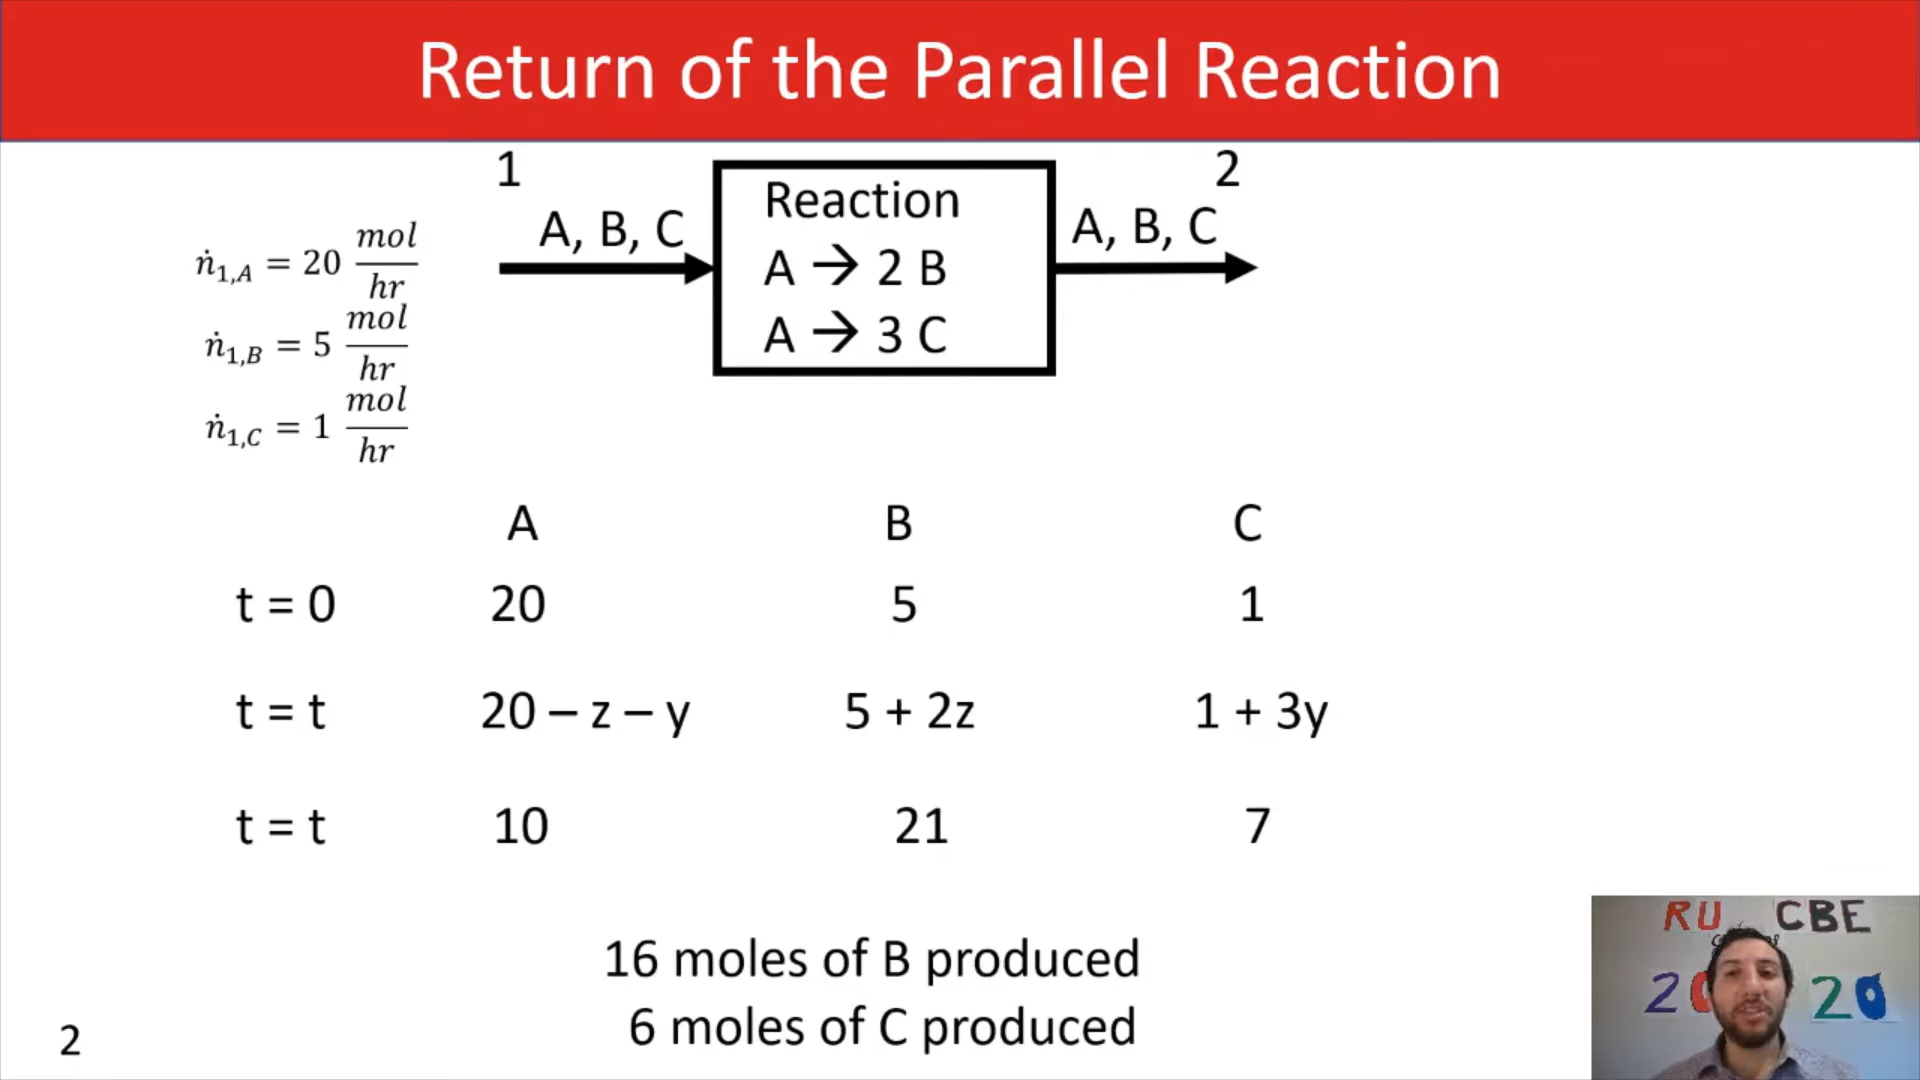 Return of the Parallel Reaction
1
2
A, B, C
Reaction
A, B, C
A → 2 B
A → 3 C
ṅ1,A = 20 mol/hr
ṅ1,B = 5 mol/hr
ṅ1,C = 1 mol/hr
A B C
t = 0 20 5 1
t = t 20 – z – y 5 + 2z 1 + 3y
t = t 10 21 7
16 moles of B produced
6 moles of C produced
2
RU CBE
20 20